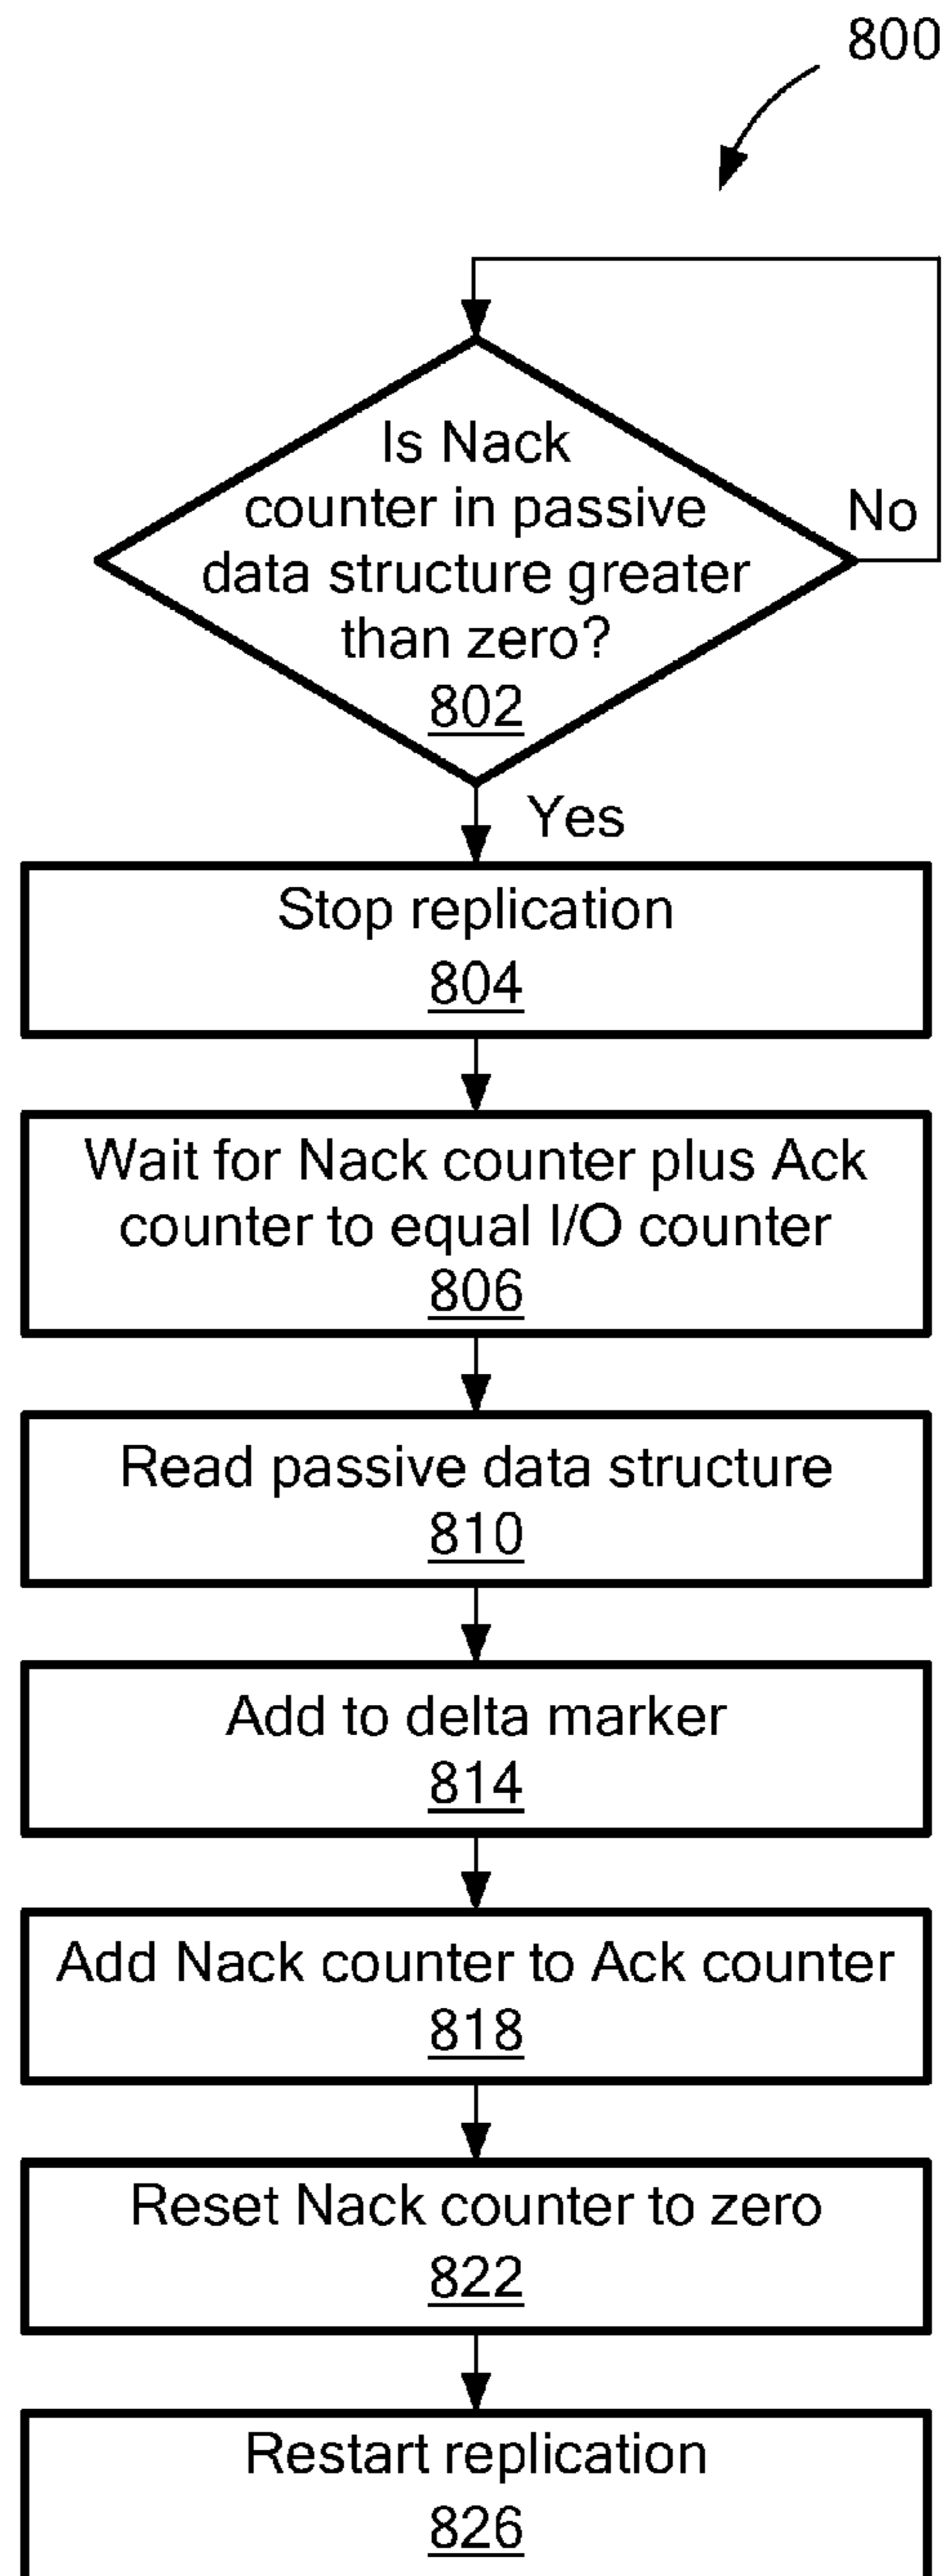 800
Is Nack
counter in passive
data structure greater
than zero?
802
No
Yes
Stop replication
804
Wait for Nack counter plus Ack
counter to equal I/O counter
806
Read passive data structure
810
Add to delta marker
814
Add Nack counter to Ack counter
818
Reset Nack counter to zero
822
Restart replication
826